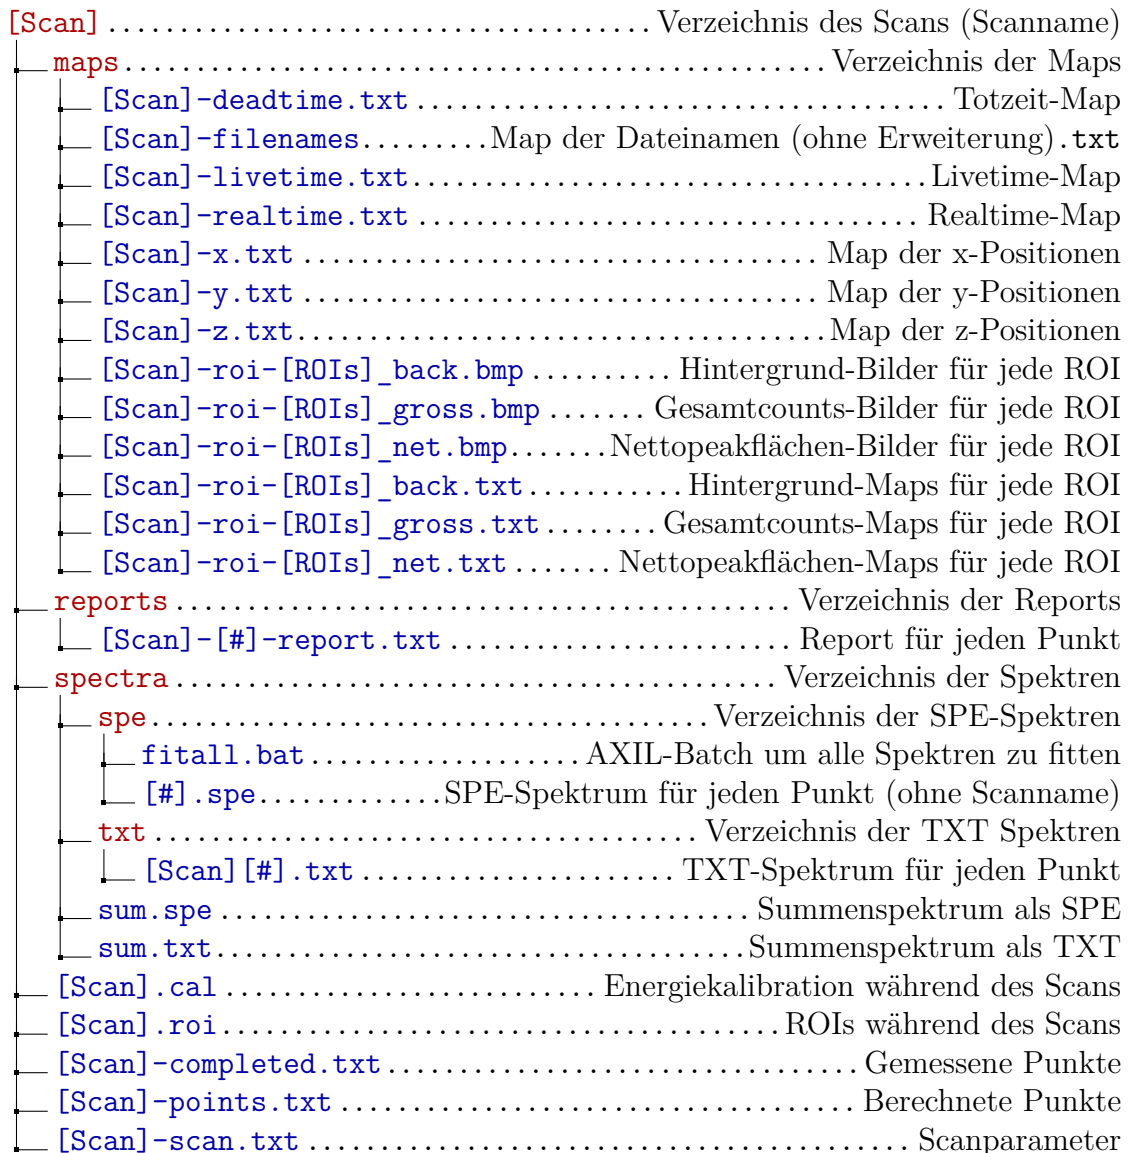 [Scan] ..................................... Verzeichnis des Scans (Scanname)
maps ................................................ Verzeichnis der Maps
[Scan]-deadtime.txt ..................................... Totzeit-Map
[Scan]-filenames.........Map der Dateinamen (ohne Erweiterung).txt
[Scan]-livetime.txt.................................... Livetime-Map
[Scan]-realtime.txt ................................... Realtime-Map
[Scan]-x.txt .................................... Map der x-Positionen
[Scan]-y.txt .................................... Map der y-Positionen
[Scan]-z.txt.....................................Map der z-Positionen
[Scan]-roi-[ROIs]_back.bmp .......... Hintergrund-Bilder für jede ROI
[Scan]-roi-[ROIs]_gross.bmp ....... Gesamtcounts-Bilder für jede ROI
[Scan]-roi-[ROIs]_net.bmp.......Nettopeakflächen-Bilder für jede ROI
[Scan]-roi-[ROIs]_back.txt...........Hintergrund-Maps für jede ROI
[Scan]-roi-[ROIs]_gross.txt ........ Gesamtcounts-Maps für jede ROI
[Scan]-roi-[ROIs]_net.txt ....... Nettopeakflächen-Maps für jede ROI
reports ........................................... Verzeichnis der Reports
[Scan]-[#]-report.txt ........................ Report für jeden Punkt
spectra .......................................... Verzeichnis der Spektren
spe.......................................Verzeichnis der SPE-Spektren
fitall.bat ...................AXIL-Batch um alle Spektren zu fitten
[#].spe.............SPE-Spektrum für jeden Punkt (ohne Scanname)
txt ...................................... Verzeichnis der TXT Spektren
[Scan][#].txt ...................... TXT-Spektrum für jeden Punkt
sum.spe ..................................... Summenspektrum als SPE
sum.txt.....................................Summenspektrum als TXT
[Scan].cal .......................... Energiekalibration während des Scans
[Scan].roi.......................................ROIs während des Scans
[Scan]-completed.txt ................................. Gemessene Punkte
[Scan]-points.txt .................................... Berechnete Punkte
[Scan]-scan.txt .......................................... Scanparameter